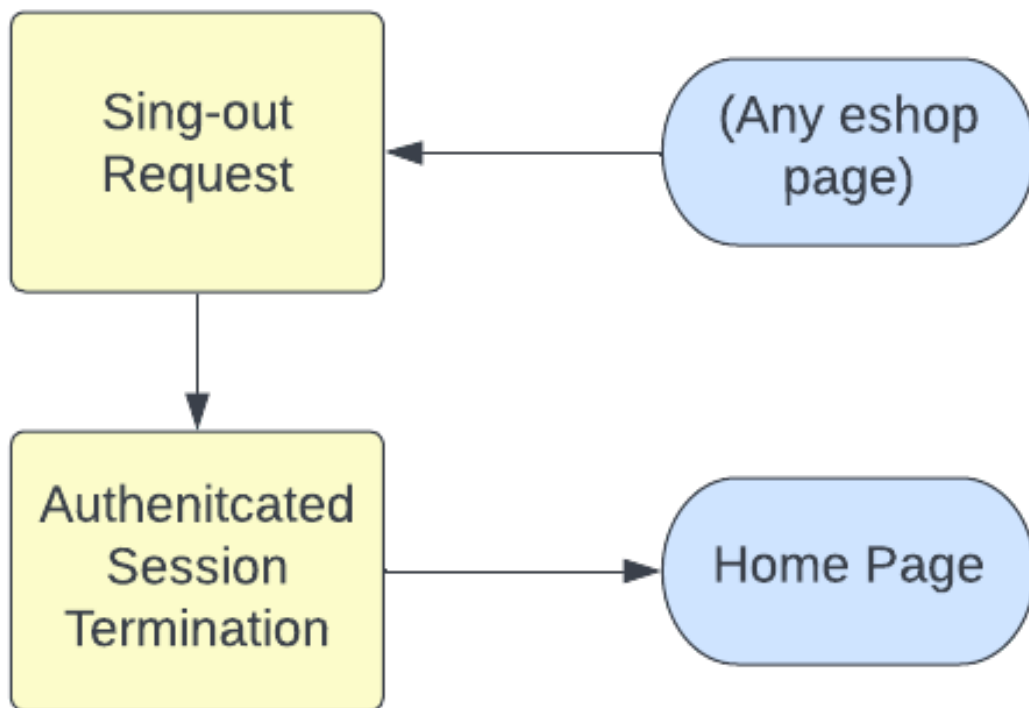 Sing-out
Request
(Any eshop
page)
Authenitcated
Session
Termination
Home Page